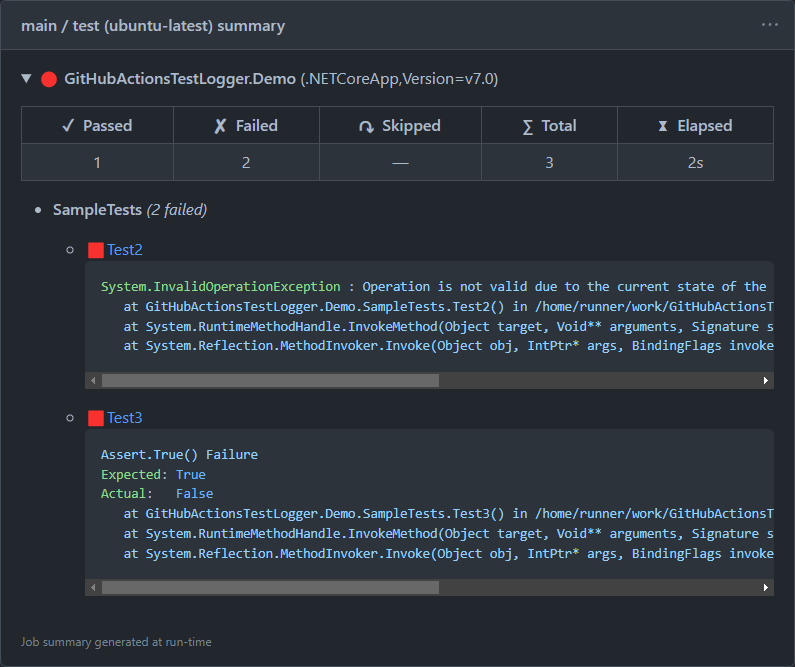 main / test (ubuntu-latest) summary
GitHubActionsTestLogger.Demo (.NETCoreApp,Version=v7.0)
✓ Passed ✗ Failed ↷ Skipped ∑ Total ⧗ Elapsed
1 2 — 3 2s
SampleTests (2 failed)
Test2
System.InvalidOperationException : Operation is not valid due to the current state of the
at GitHubActionsTestLogger.Demo.SampleTests.Test2() in /home/runner/work/GitHubActionsT
at System.RuntimeMethodHandle.InvokeMethod(Object target, Void** arguments, Signature s
at System.Reflection.MethodInvoker.Invoke(Object obj, IntPtr* args, BindingFlags invoke
Test3
Assert.True() Failure
Expected: True
Actual:   False
at GitHubActionsTestLogger.Demo.SampleTests.Test3() in /home/runner/work/GitHubActionsT
at System.RuntimeMethodHandle.InvokeMethod(Object target, Void** arguments, Signature s
at System.Reflection.MethodInvoker.Invoke(Object obj, IntPtr* args, BindingFlags invoke
Job summary generated at run-time